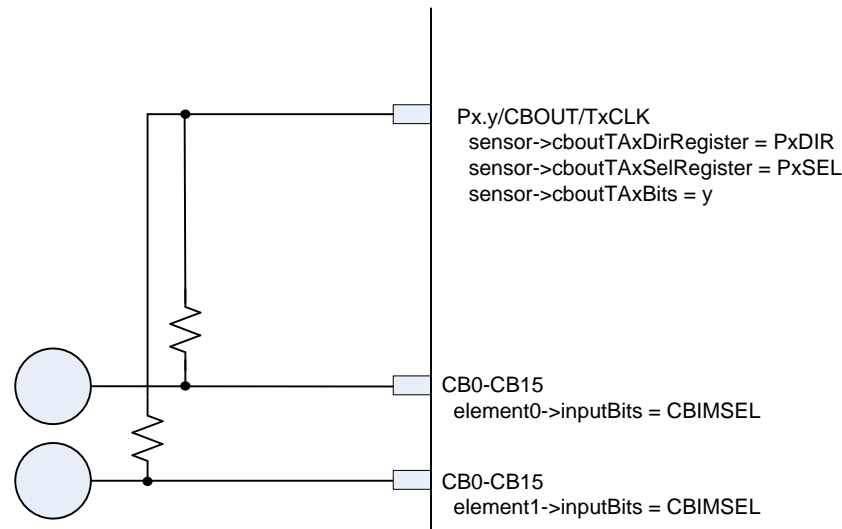 Px.y/CBOUT/TxCLK
sensor->cboutTAxDirRegister = PxDIR
sensor->cboutTAxSelRegister = PxSEL
sensor->cboutTAxBits = y
CB0-CB15
element0->inputBits = CBIMSEL
CB0-CB15
element1->inputBits = CBIMSEL